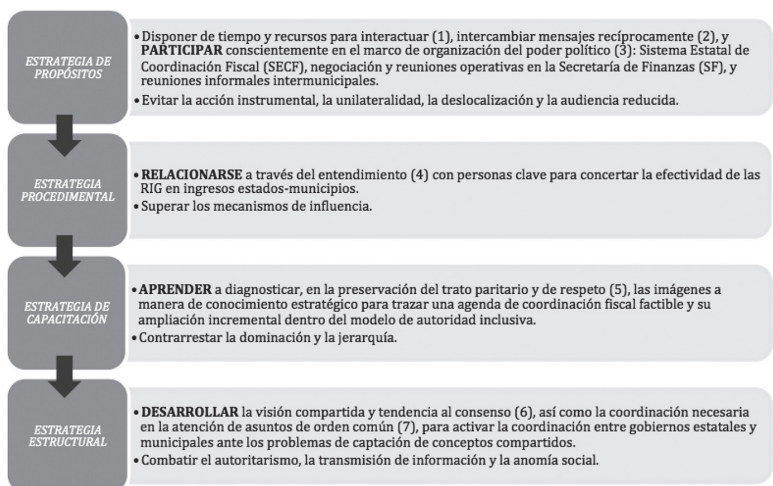 ESTRATEGIA DE
PROPÓSITOS
• Disponer de tiempo y recursos para interactuar (1), intercambiar mensajes recíprocamente (2), y
PARTICIPAR conscientemente en el marco de organización del poder político (3): Sistema Estatal de
Coordinación Fiscal (SECF), negociación y reuniones operativas en la Secretaría de Finanzas (SF), y
reuniones informales intermunicipales.
• Evitar la acción instrumental, la unilateralidad, la deslocalización y la audiencia reducida.
ESTRATEGIA
PROCEDIMENTAL
• RELACIONARSE a través del entendimiento (4) con personas clave para concertar la efectividad de las
RIG en ingresos estados-municipios.
• Superar los mecanismos de influencia.
ESTRATEGIA DE
CAPACITACIÓN
• APRENDER a diagnosticar, en la preservación del trato paritario y de respeto (5), las imágenes a
manera de conocimiento estratégico para trazar una agenda de coordinación fiscal factible y su
ampliación incremental dentro del modelo de autoridad inclusiva.
• Contrarrestar la dominación y la jerarquía.
ESTRATEGIA
ESTRUCTURAL
• DESARROLLAR la visión compartida y tendencia al consenso (6), así como la coordinación necesaria
en la atención de asuntos de orden común (7), para activar la coordinación entre gobiernos estatales y
municipales ante los problemas de captación de conceptos compartidos.
• Combatir el autoritarismo, la transmisión de información y la anomía social.